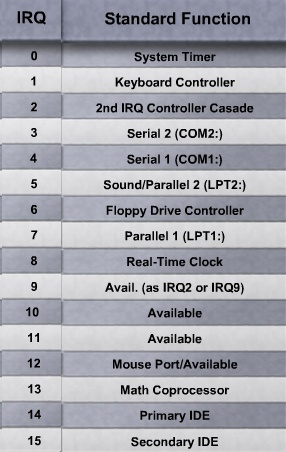 IRQ Standard Function
0 System Timer
1 Keyboard Controller
2 2nd IRQ Controller Casade
3 Serial 2 (COM2:)
4 Serial 1 (COM1:)
5 Sound/Parallel 2 (LPT2:)
6 Floppy Drive Controller
7 Parallel 1 (LPT1:)
8 Real-Time Clock
9 Avail. (as IRQ2 or IRQ9)
10 Available
11 Available
12 Mouse Port/Available
13 Math Coprocessor
14 Primary IDE
15 Secondary IDE